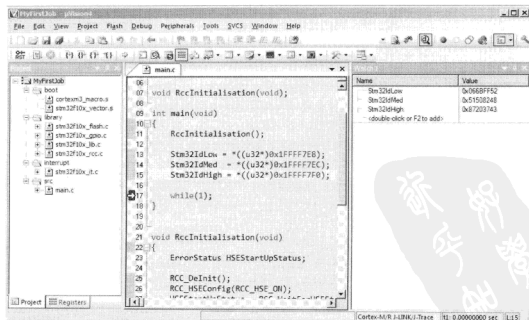 MyFirstJob - µVision4
File Edit View Project Flash Debug Peripherals Tools SVCS Window Help
main.c
MyFirstJob
boot
cortexm3_macro.s
stm32f10x_vector.s
library
stm32f10x_flash.c
stm32f10x_gpio.c
stm32f10x_lib.c
stm32f10x_rcc.c
interrupt
stm32f10x_it.c
src
main.c
Project Registers
06
07 void RccInitialisation(void);
08
09 int main(void)
10 {
11 RccInitialisation();
12
13 Stm32IdLow = *((u32*)0x1FFFF7E8);
14 Stm32IdMed = *((u32*)0x1FFFF7EC);
15 Stm32IdHigh = *((u32*)0x1FFFF7F0);
16
17 while(1);
18 }
19
20
21 void RccInitialisation(void)
22 {
23 ErrorStatus HSEStartUpStatus;
24
25 RCC_DeInit();
26 RCC_HSEConfig(RCC_HSE_ON);
Name Value
Stm32IdLow 0x066BFF52
Stm32IdMed 0x51508248
Stm32IdHigh 0x87203743
<double-click or F2 to add>
Cortex-M/R J-LINK/J-Trace t1: 0.00000000 sec L:15